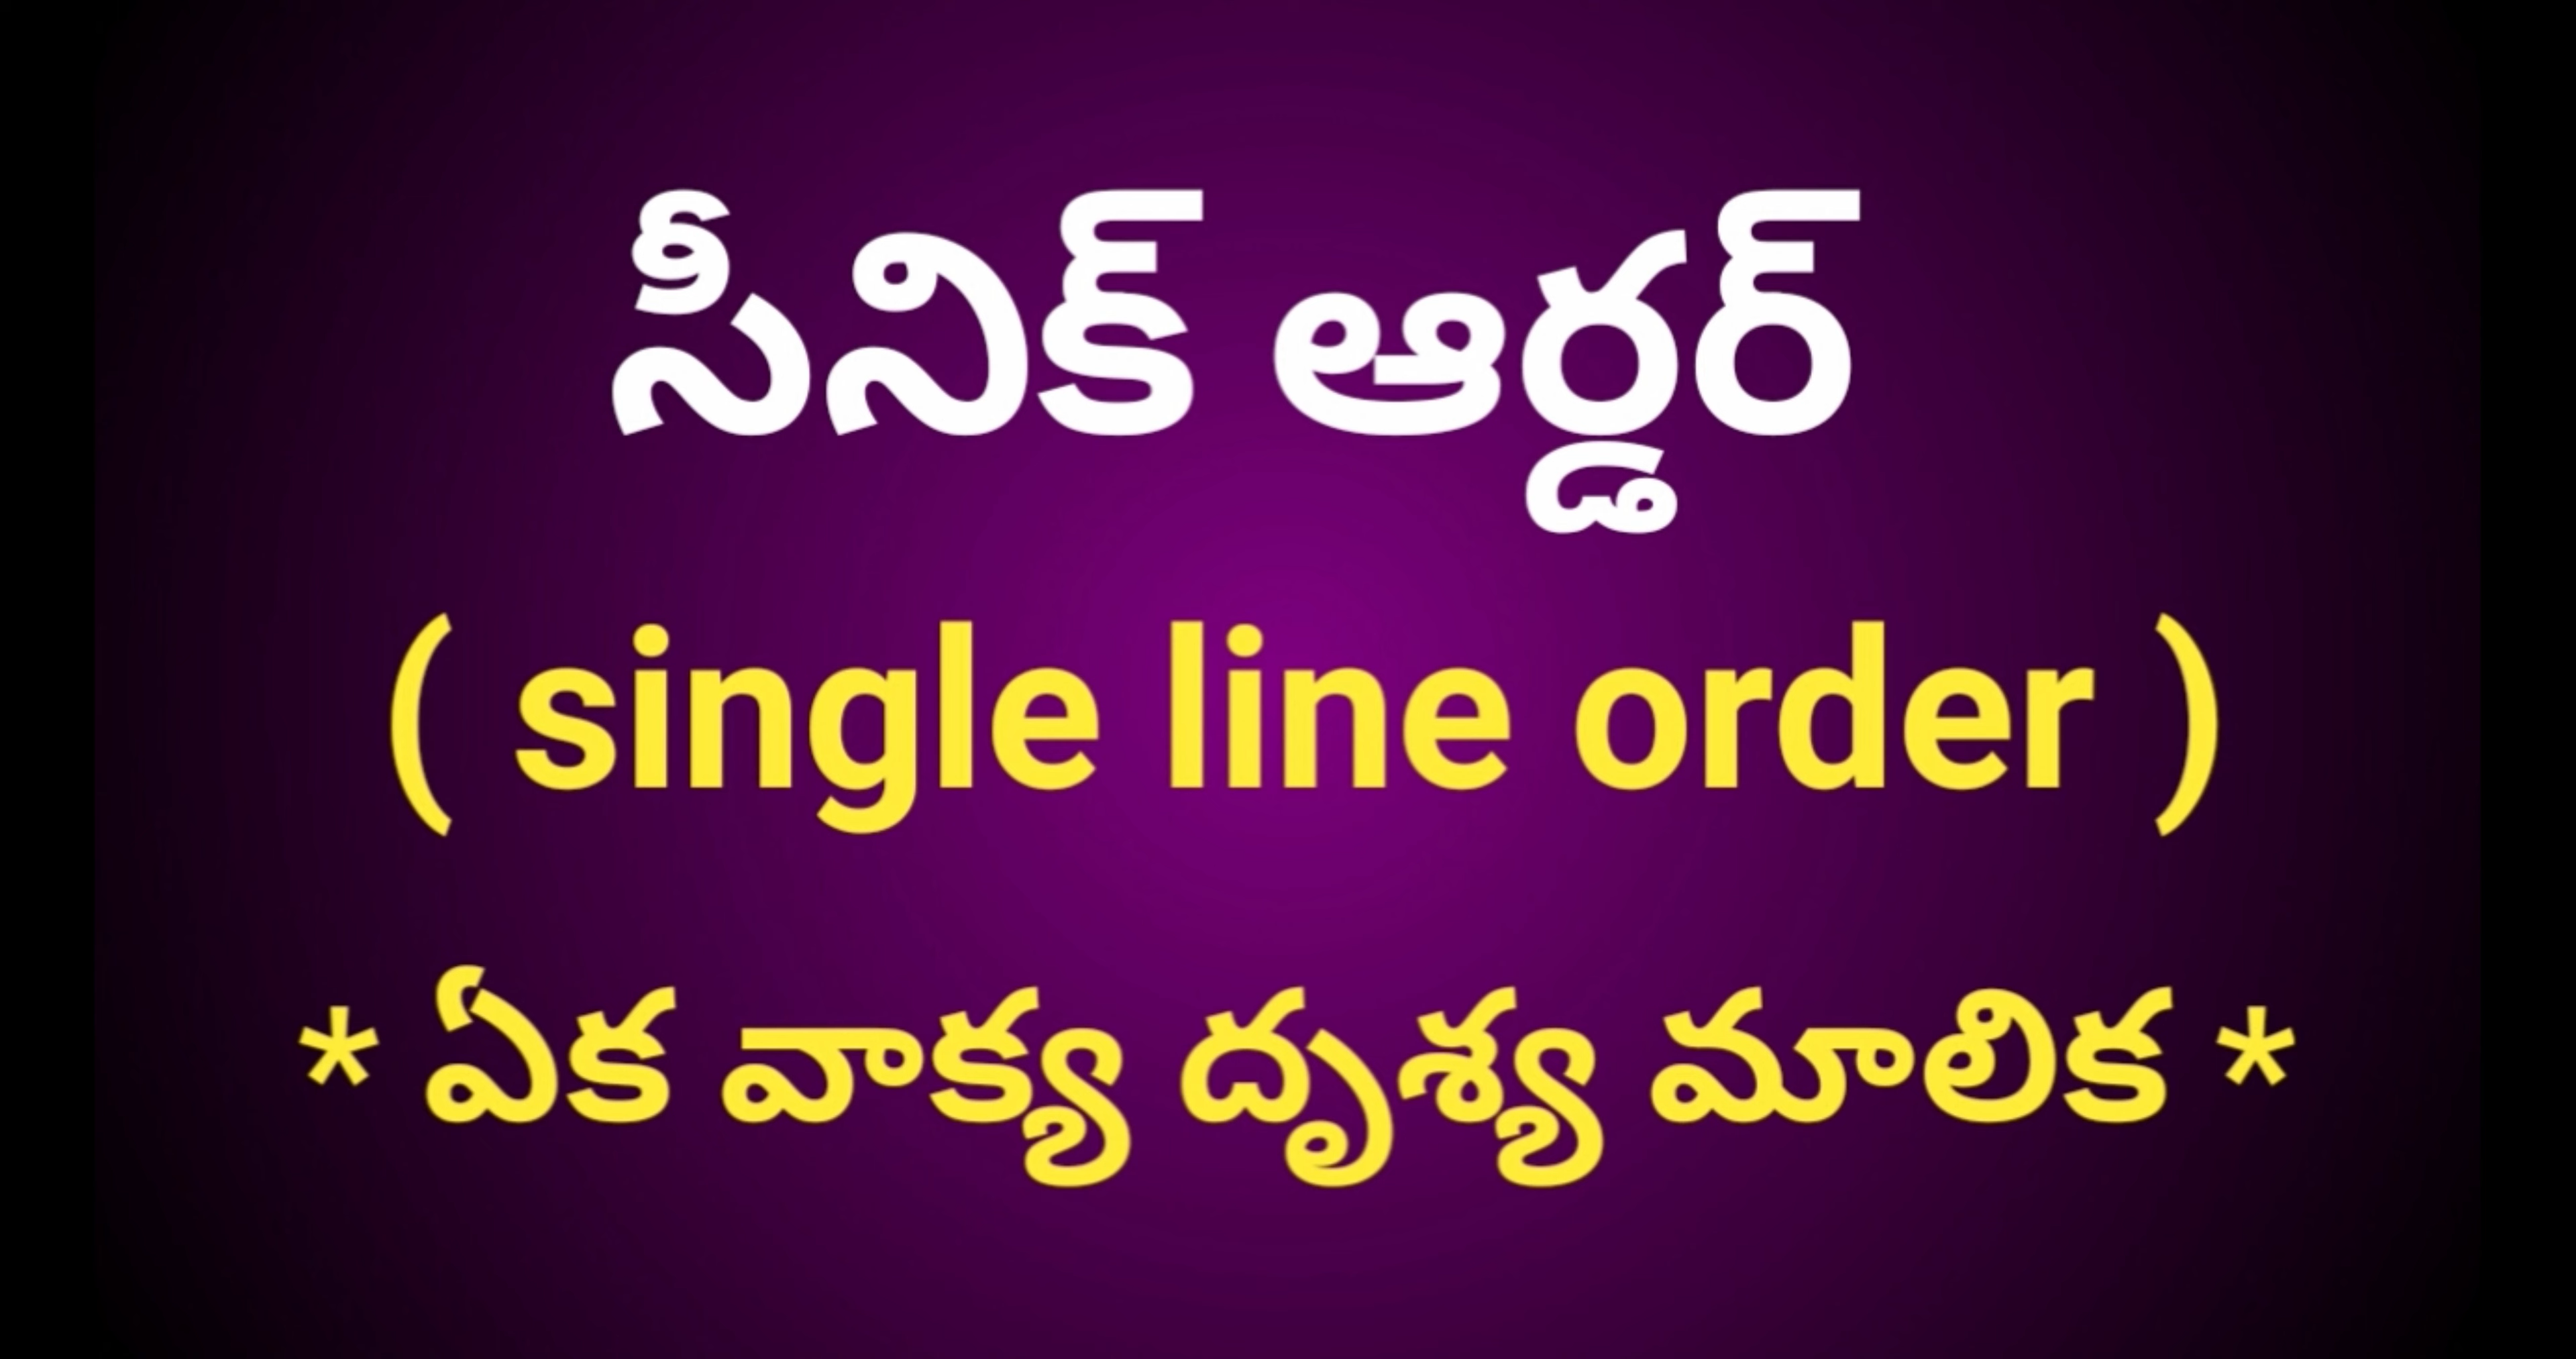 సీనిక్ ఆర్డర్
( single line order )
* ఏక వాక్య దృశ్య మాలిక *